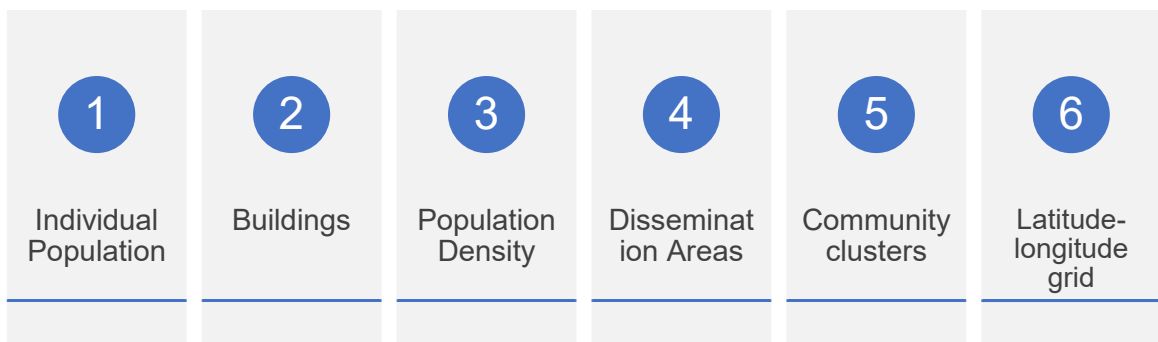 1
Individual
Population
2
Buildings
3
Population
Density
4
Disseminat
ion Areas
5
Community
clusters
6
Latitude-
longitude
grid